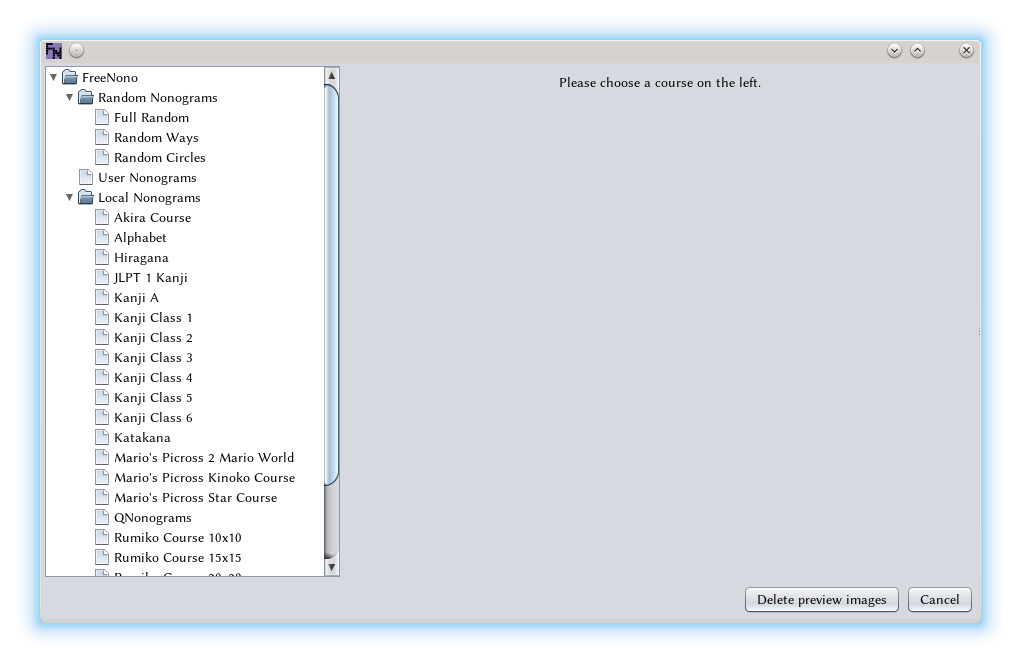 FN
FreeNono
Random Nonograms
Full Random
Random Ways
Random Circles
User Nonograms
Local Nonograms
Akira Course
Alphabet
Hiragana
JLPT 1 Kanji
Kanji A
Kanji Class 1
Kanji Class 2
Kanji Class 3
Kanji Class 4
Kanji Class 5
Kanji Class 6
Katakana
Mario's Picross 2 Mario World
Mario's Picross Kinoko Course
Mario's Picross Star Course
QNonograms
Rumiko Course 10x10
Rumiko Course 15x15
Please choose a course on the left.
Delete preview images
Cancel